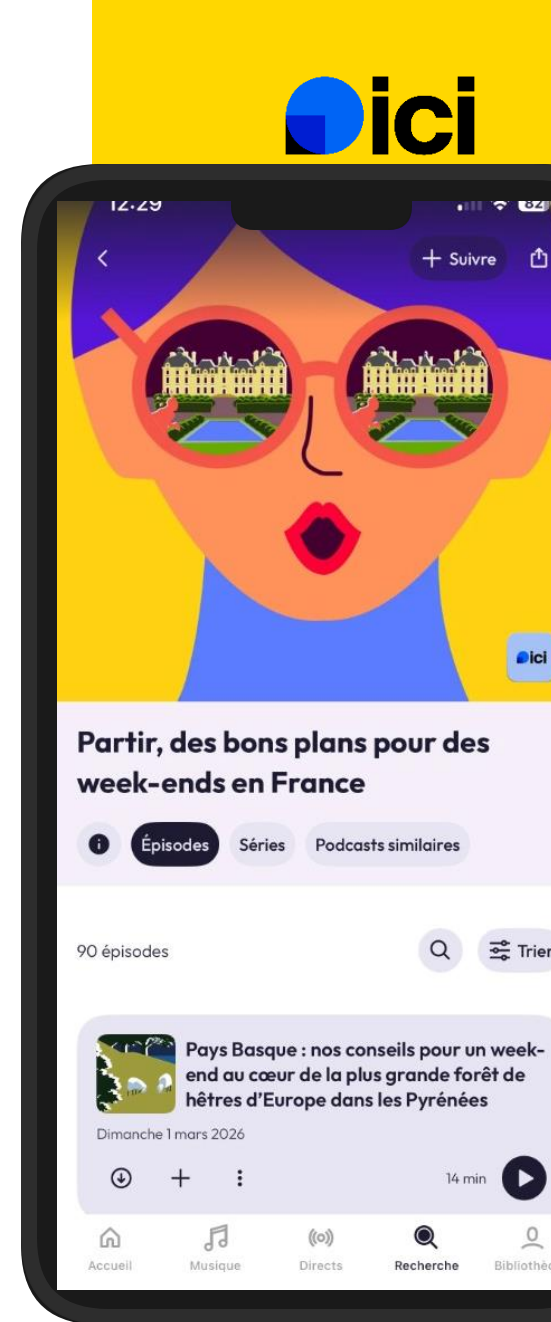 ici
12:29
82
+ Suivre
ici
Partir, des bons plans pour des
week-ends en France
Épisodes
Séries
Podcasts similaires
90 épisodes
Trier
Pays Basque : nos conseils pour un week-
end au cœur de la plus grande forêt de
hêtres d'Europe dans les Pyrénées
Dimanche 1 mars 2026
14 min
Accueil
Musique
Directs
Recherche
Biblioth